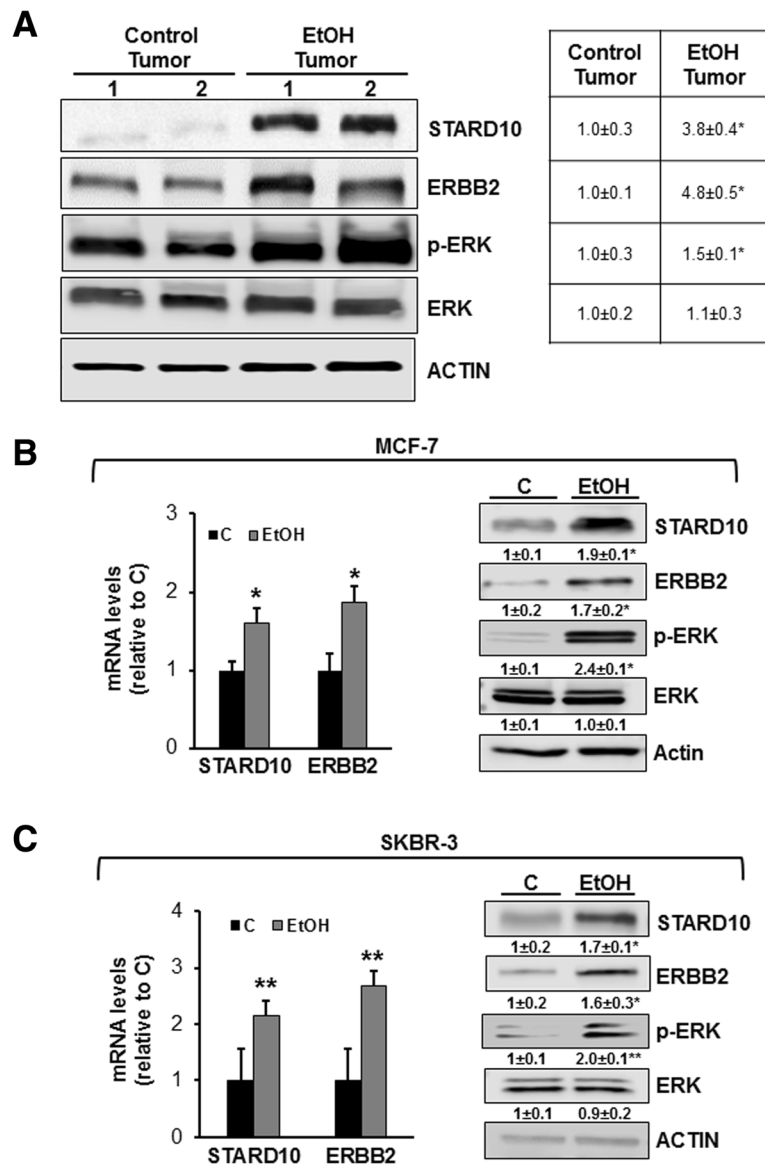 A
Control Tumor
EtOH Tumor
1 2 1 2
STARD10
ERBB2
p-ERK
ERK
ACTIN
Control Tumor EtOH Tumor
1.0±0.3 3.8±0.4*
1.0±0.1 4.8±0.5*
1.0±0.3 1.5±0.1*
1.0±0.2 1.1±0.3
B
MCF-7
mRNA levels
(relative to C)
3
2
1
0
C EtOH
* *
STARD10 ERBB2
C EtOH
STARD10
1±0.1 1.9±0.1*
ERBB2
1±0.2 1.7±0.2*
p-ERK
1±0.1 2.4±0.1*
ERK
1±0.1 1.0±0.1
Actin
C
SKBR-3
mRNA levels
(relative to C)
4
3
2
1
0
C EtOH
** **
STARD10 ERBB2
C EtOH
STARD10
1±0.2 1.7±0.1*
ERBB2
1±0.2 1.6±0.3*
p-ERK
1±0.1 2.0±0.1**
ERK
1±0.1 0.9±0.2
ACTIN